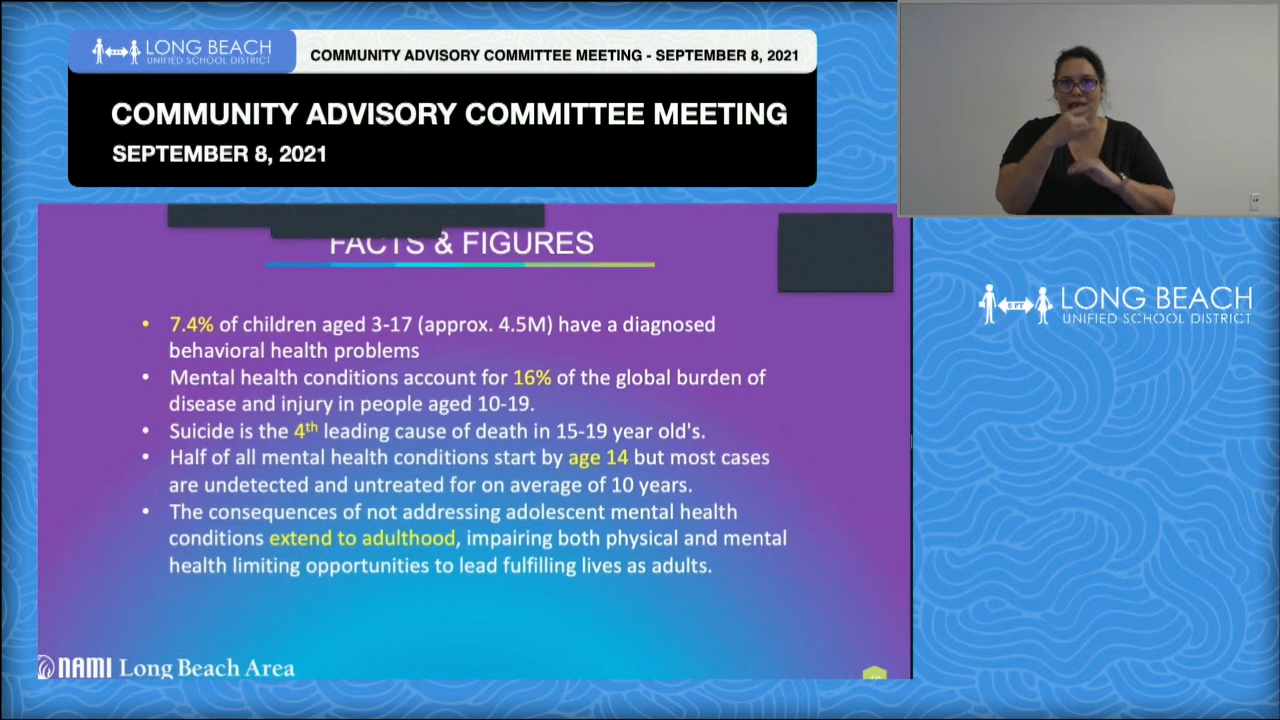 LONG BEACH
UNIFIED SCHOOL DISTRICT
COMMUNITY ADVISORY COMMITTEE MEETING - SEPTEMBER 8, 2021
COMMUNITY ADVISORY COMMITTEE MEETING
SEPTEMBER 8, 2021
FACTS & FIGURES
• 7.4% of children aged 3-17 (approx. 4.5M) have a diagnosed
behavioral health problems
• Mental health conditions account for 16% of the global burden of
disease and injury in people aged 10-19.
• Suicide is the 4th leading cause of death in 15-19 year old's.
• Half of all mental health conditions start by age 14 but most cases
are undetected and untreated for on average of 10 years.
• The consequences of not addressing adolescent mental health
conditions extend to adulthood, impairing both physical and mental
health limiting opportunities to lead fulfilling lives as adults.
NAMI Long Beach Area
6 FT
LONG BEACH
UNIFIED SCHOOL DISTRICT